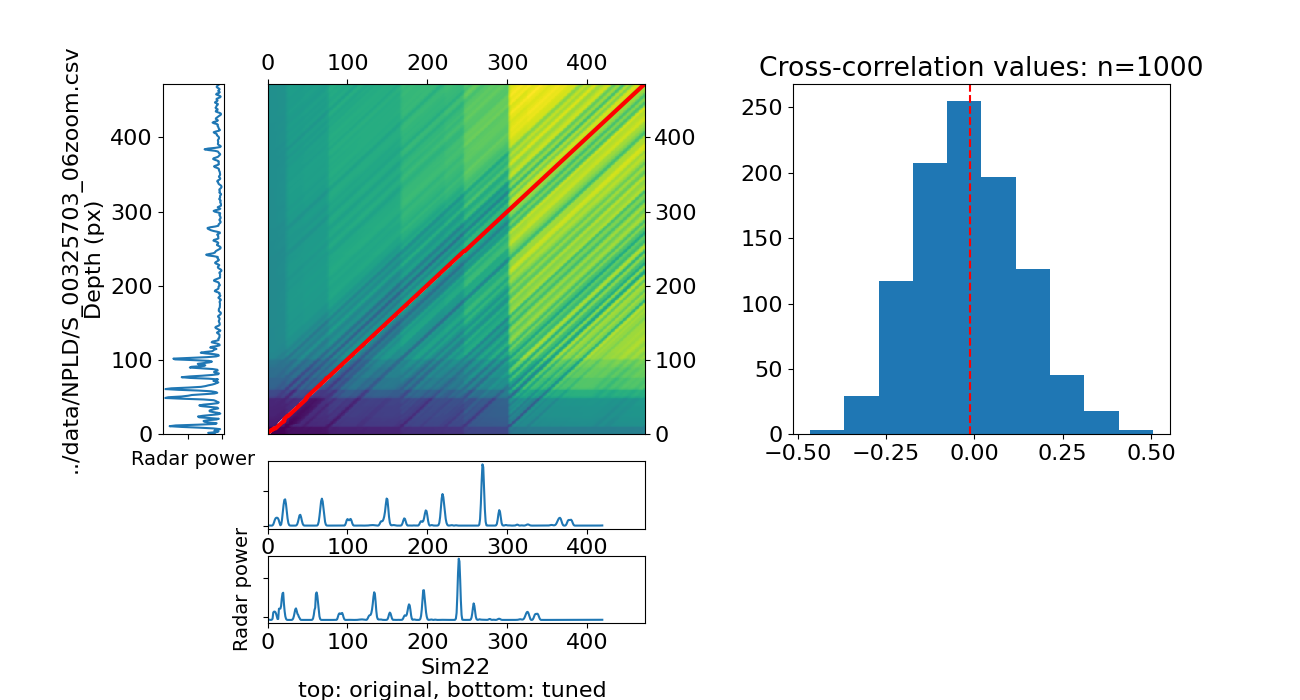 ../data/NPLD/S_00325703_06zoom.csv
Depth (px)
0 100 200 300 400
400
300
200
100
0
400
300
200
100
0
Radar power
0 100 200 300 400
Radar power
0 100 200 300 400
Sim22
top: original, bottom: tuned
Cross-correlation values: n=1000
250
200
150
100
50
0
−0.50 −0.25 0.00 0.25 0.50